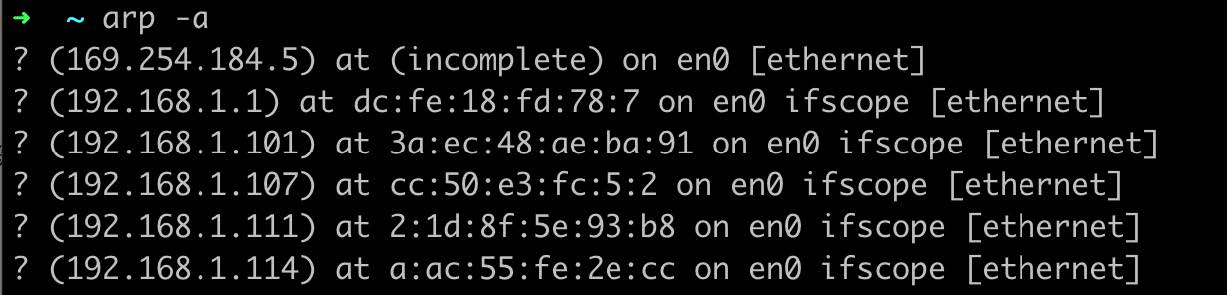 ➜ ~ arp -a
? (169.254.184.5) at (incomplete) on en0 [ethernet]
? (192.168.1.1) at dc:fe:18:fd:78:7 on en0 ifscope [ethernet]
? (192.168.1.101) at 3a:ec:48:ae:ba:91 on en0 ifscope [ethernet]
? (192.168.1.107) at cc:50:e3:fc:5:2 on en0 ifscope [ethernet]
? (192.168.1.111) at 2:1d:8f:5e:93:b8 on en0 ifscope [ethernet]
? (192.168.1.114) at a:ac:55:fe:2e:cc on en0 ifscope [ethernet]